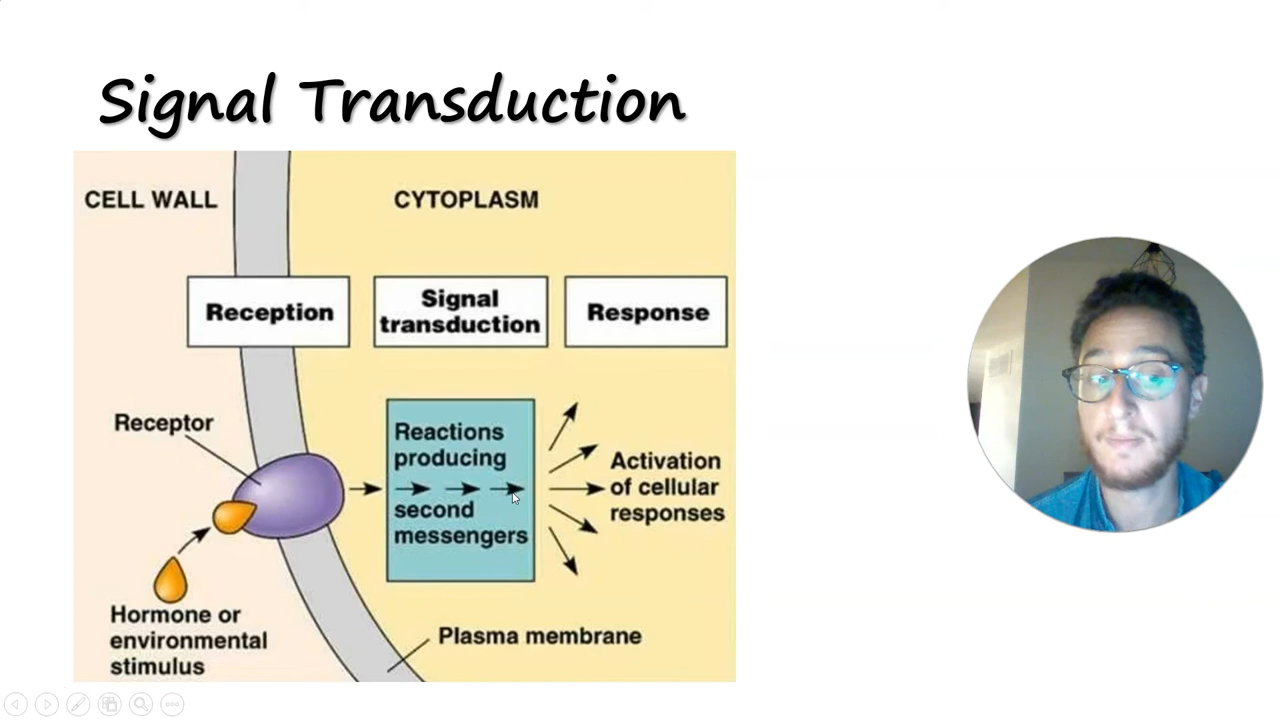 Signal Transduction
CELL WALL
CYTOPLASM
Reception
Signal
transduction
Response
Receptor
Reactions
producing
second
messengers
Activation
of cellular
responses
Hormone or
environmental
stimulus
Plasma membrane